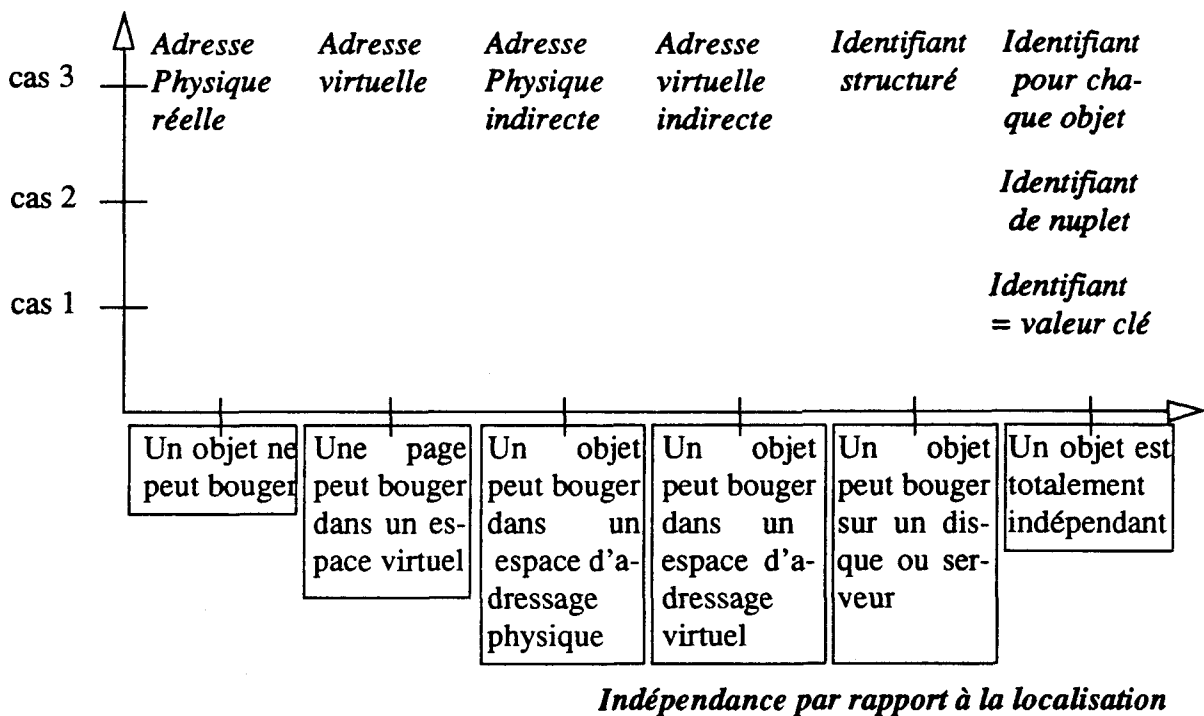 Adresse
Physique
réelle
Adresse
virtuelle
Adresse
Physique
indirecte
Adresse
virtuelle
indirecte
Identifiant
structuré
Identifiant
pour cha-
que objet
cas 3
cas 2
Identifiant
de nuplet
cas 1
Identifiant
= valeur clé
Un objet ne
peut bouger
Une page
peut bouger
dans un es-
pace virtuel
Un objet
peut bouger
dans un
espace d'a-
dressage
physique
Un objet
peut bouger
dans un
espace d'a-
dressage
virtuel
Un objet
peut bouger
sur un dis-
que ou ser-
veur
Un objet est
totalement
indépendant
Indépendance par rapport à la localisation